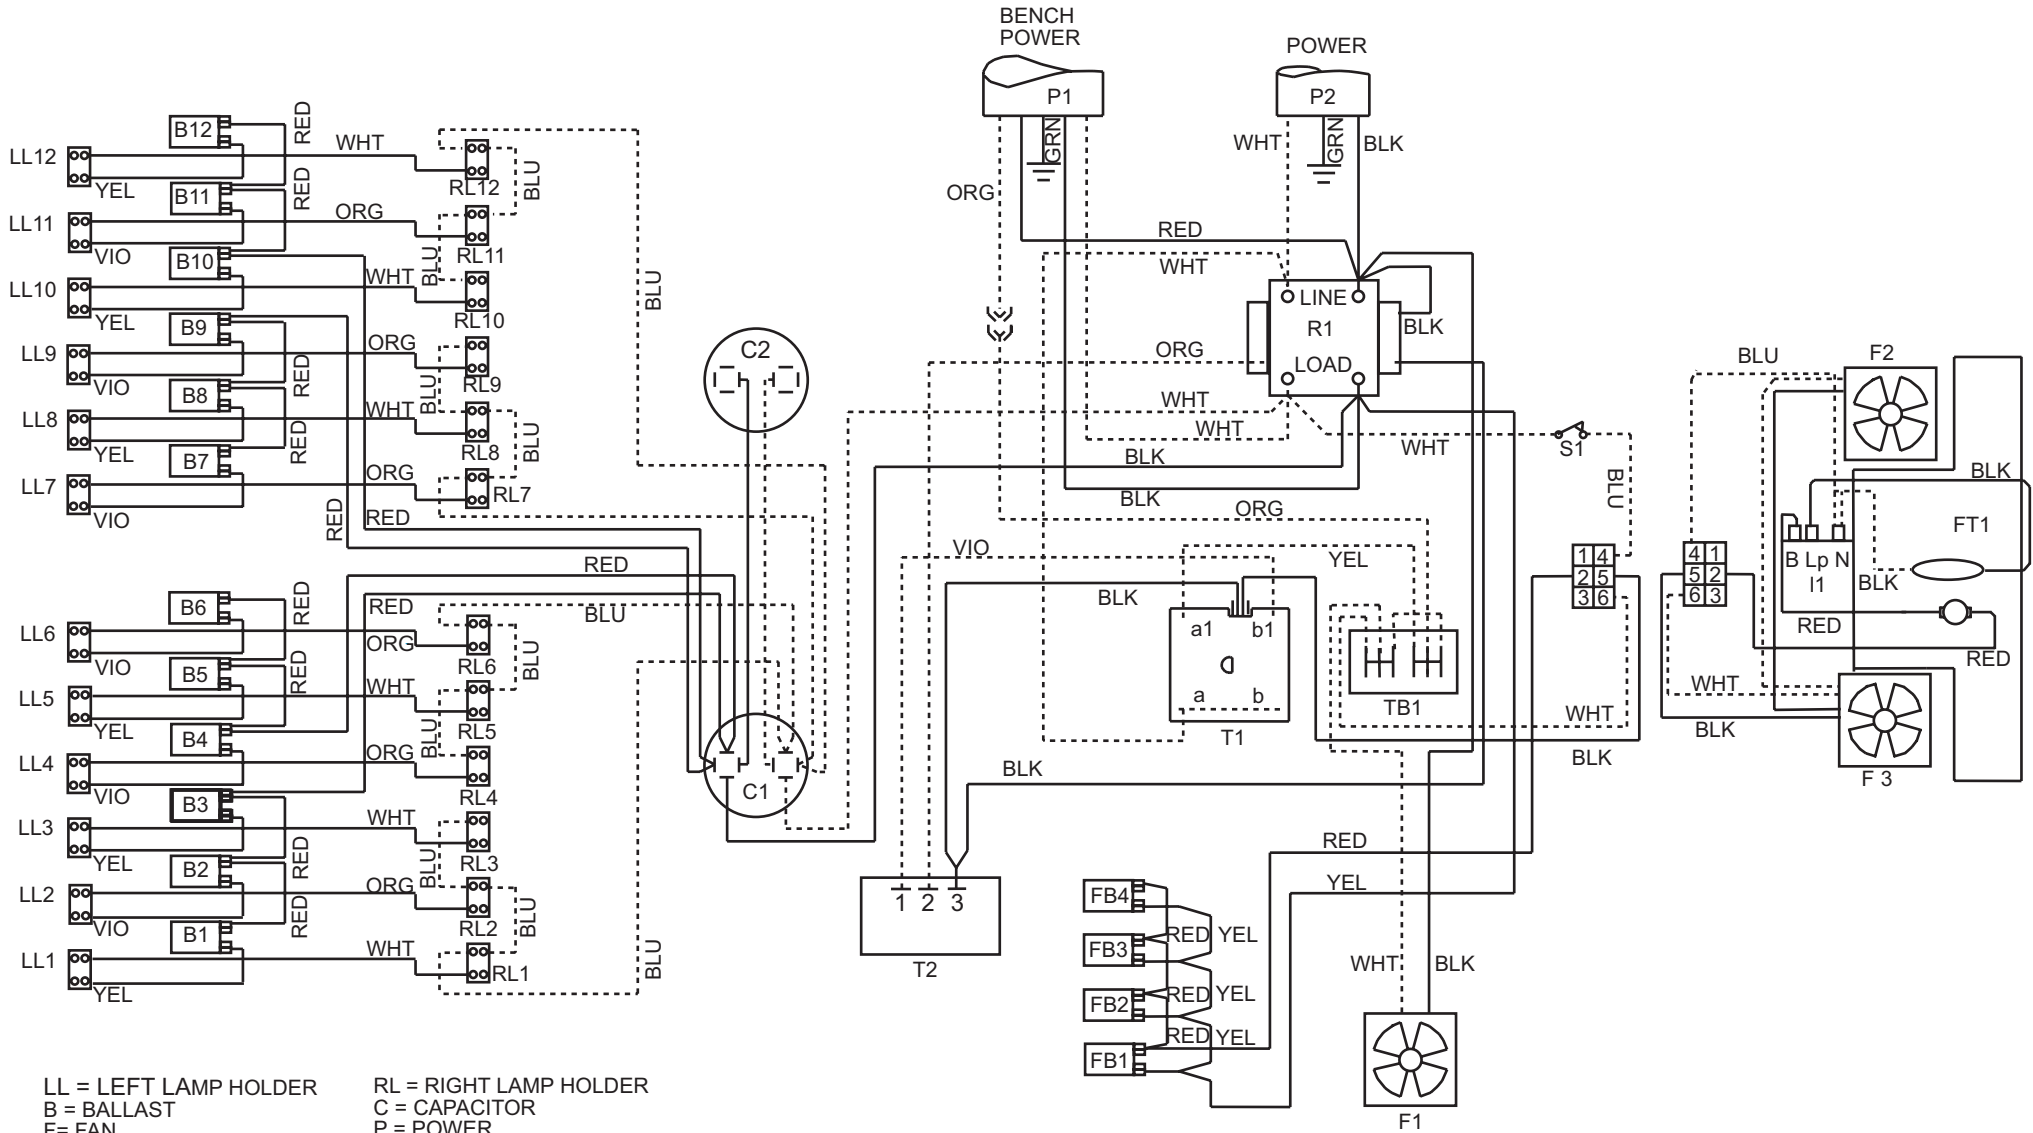 BENCH
POWER
POWER
P1
P2
GRN
GRN
WHT
BLK
ORG
RED
WHT
LINE
R1
LOAD
BLK
ORG
WHT
WHT
WHT
S1
BLK
BLK
ORG
BLU
LL12
B12
RED
WHT
YEL
RL12
BLU
B11
RED
LL11
ORG
VIO
RL11
B10
BLU
LL10
WHT
YEL
RL10
B9
BLU
LL9
ORG
VIO
RED
RL9
B8
BLU
LL8
WHT
YEL
RED
RL8
BLU
B7
LL7
ORG
VIO
RL7
RED
RED
C2
RED
RED
BLU
B6
RED
LL6
ORG
VIO
RL6
BLU
B5
RED
LL5
WHT
YEL
RL5
B4
BLU
LL4
ORG
VIO
RL4
B3
LL3
WHT
YEL
RED
RL3
B2
BLU
LL2
ORG
VIO
RED
RL2
BLU
B1
LL1
WHT
YEL
RL1
BLU
C1
VIO
YEL
BLK
a1
b1
a
b
T1
TB1
1 4
2 5
3 6
WHT
BLK
BLK
1 2 3
T2
RED
YEL
FB4
RED YEL
FB3
RED YEL
FB2
RED YEL
FB1
WHT
BLK
F1
BLU
F2
BLK
FT1
B Lp N
I1
BLK
4 1
5 2
6 3
RED
RED
WHT
BLK
F 3
LL = LEFT LAMP HOLDER
B = BALLAST
F= FAN
RL = RIGHT LAMP HOLDER
C = CAPACITOR
P = POWER